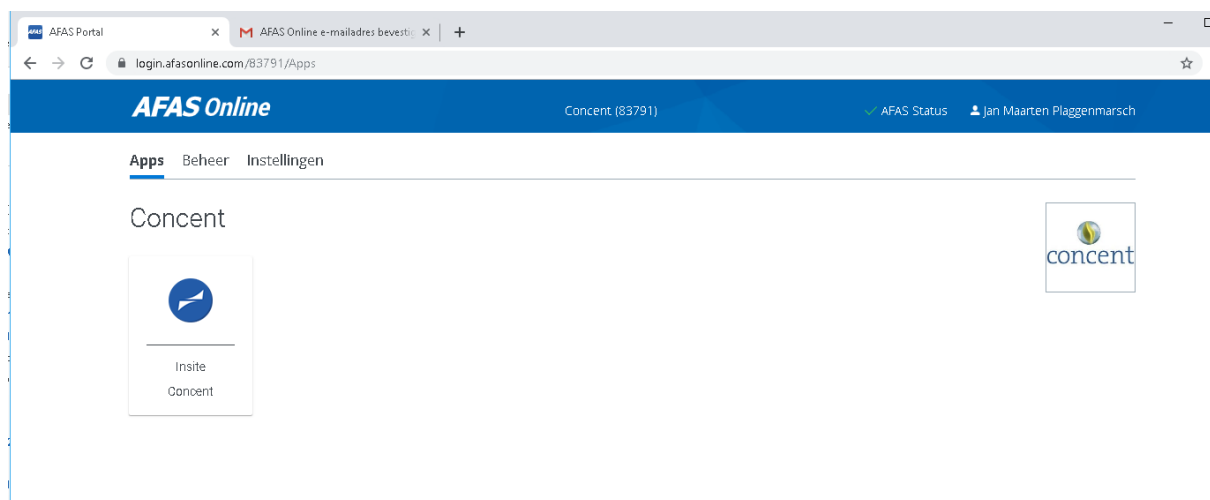 AFAS Portal
AFAS Online e-mailadres bevestig
login.afasonline.com/83791/Apps
AFAS Online
Concent (83791)
AFAS Status
Jan Maarten Plaggenmarsch
Apps Beheer Instellingen
Concent
concent
Insite
Concent